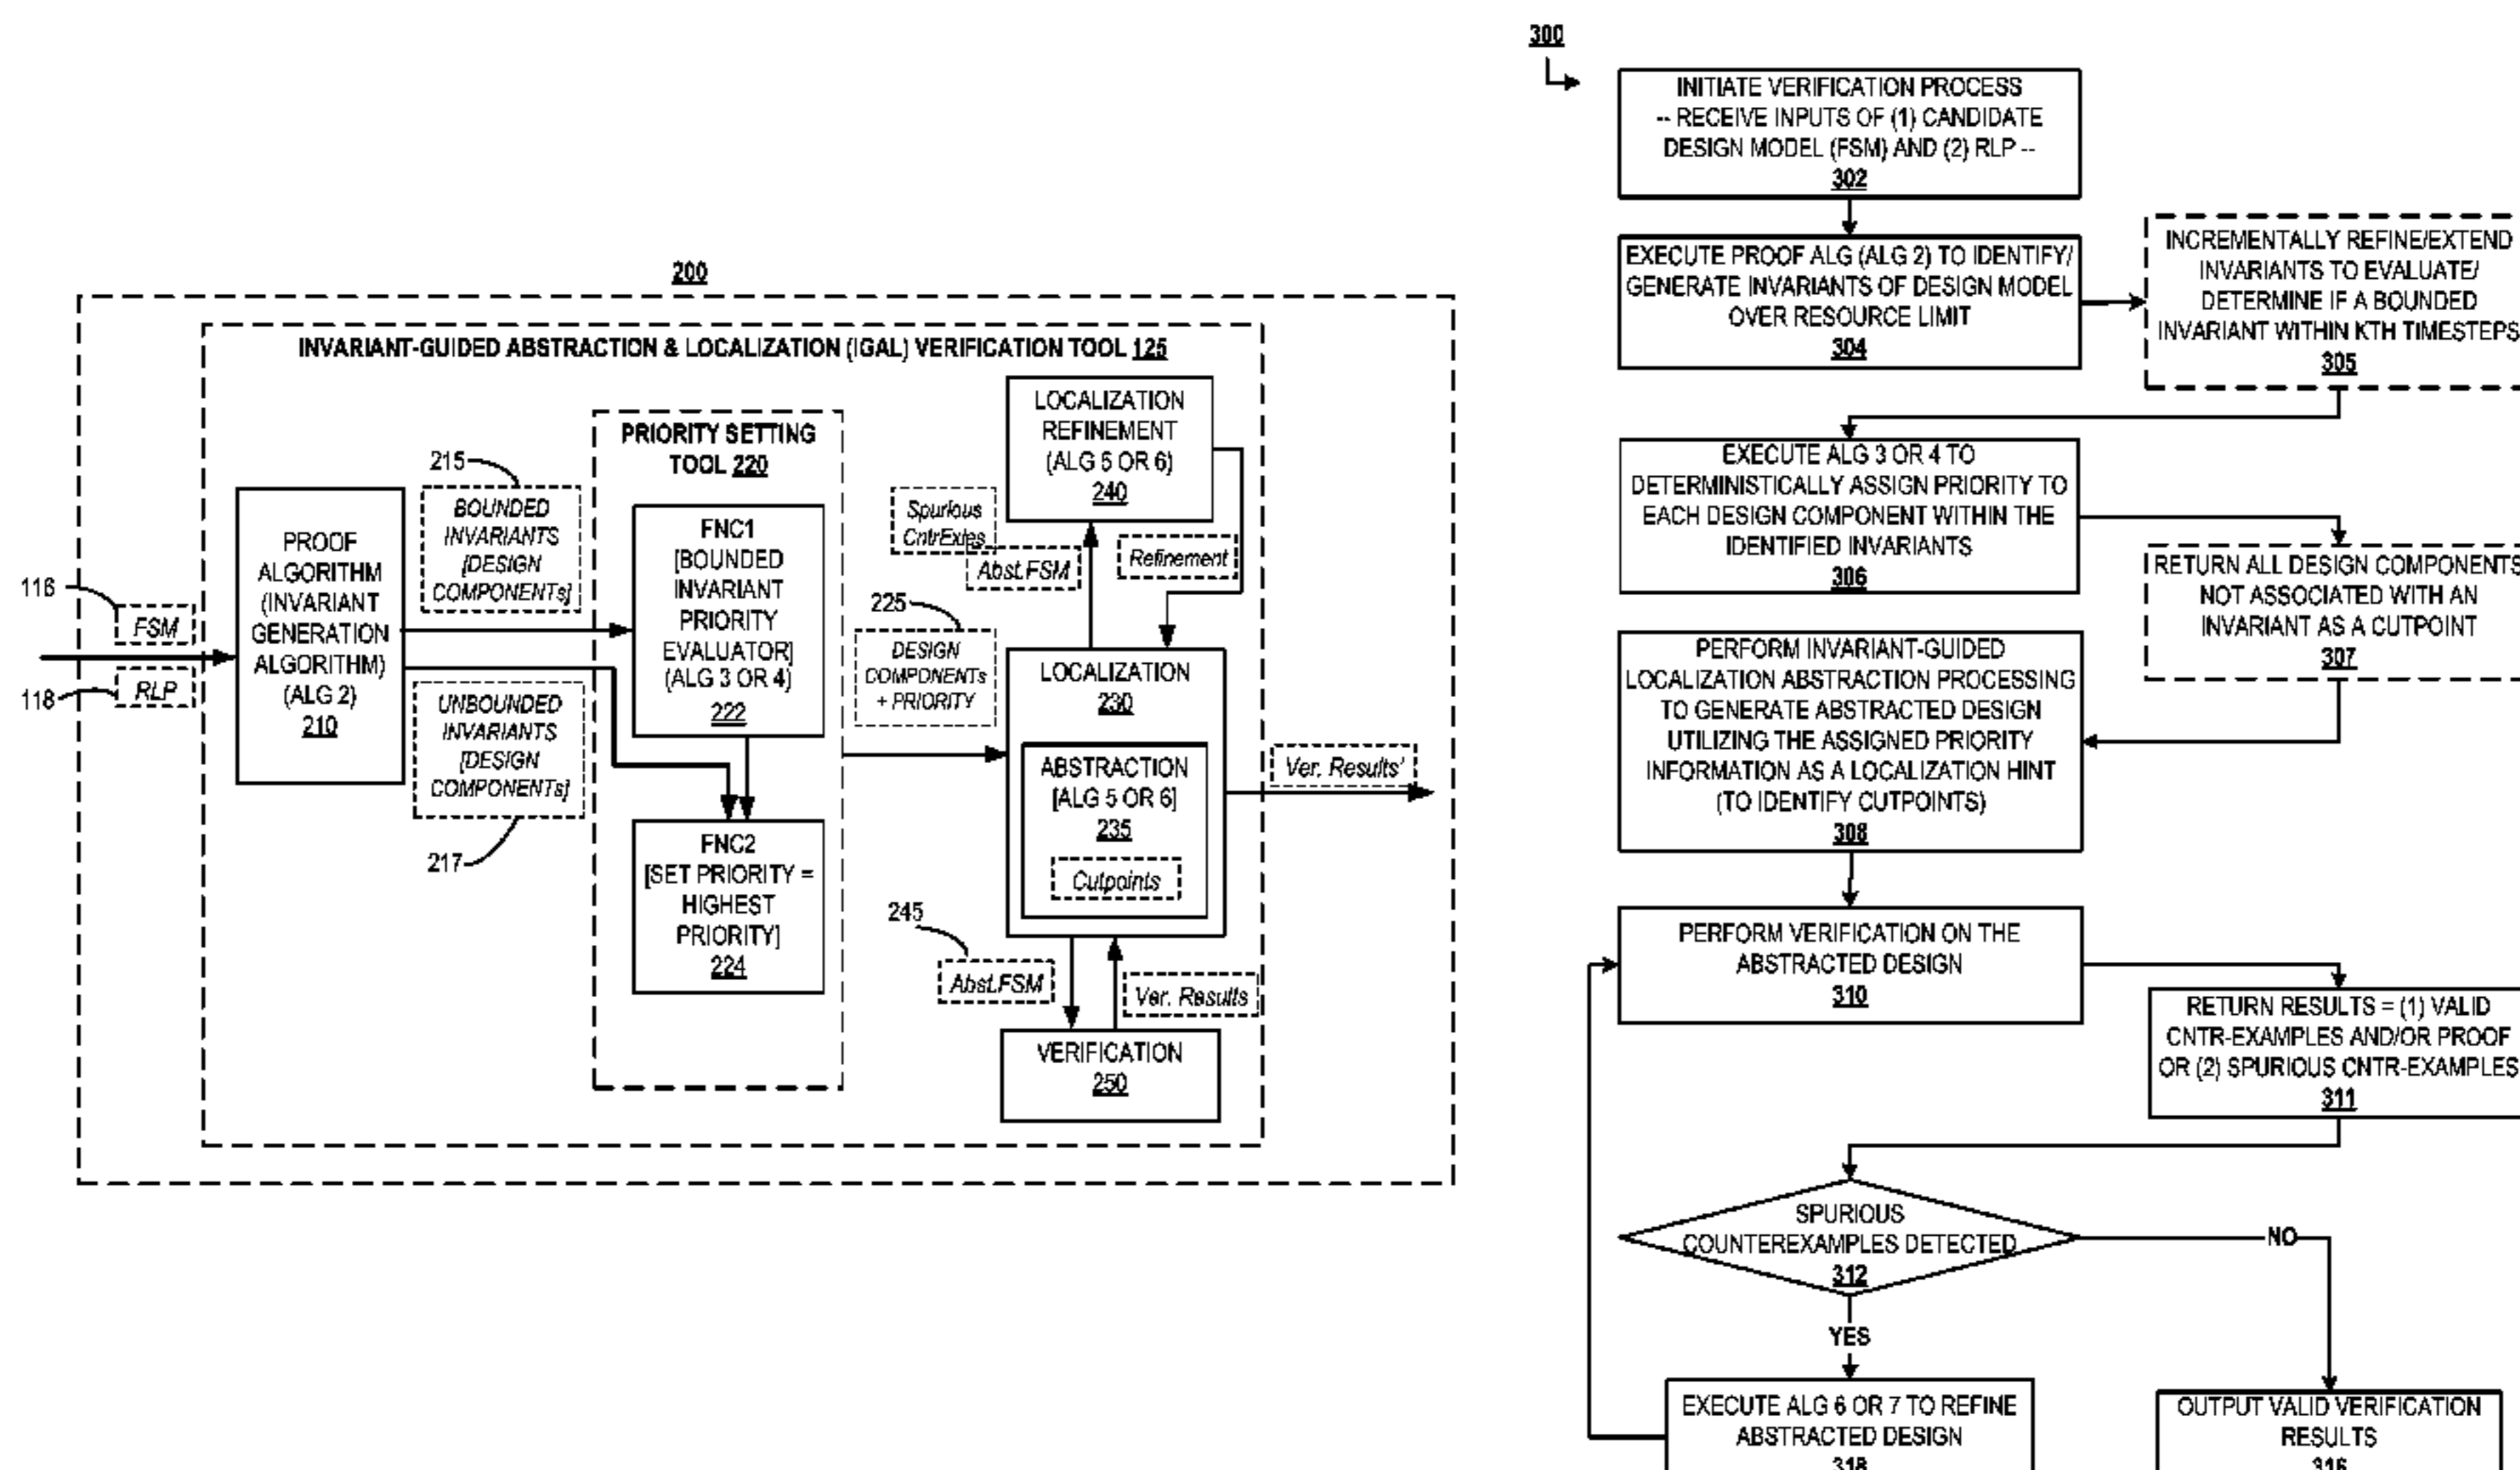 200
INVARIANT-GUIDED ABSTRACTION & LOCALIZATION (IGAL) VERIFICATION TOOL 125
116
FSM
118
RLP
PROOF
ALGORITHM
(INVARIANT
GENERATION
ALGORITHM)
(ALG 2)
210
215
BOUNDED
INVARIANTS
[DESIGN
COMPONENTs]
UNBOUNDED
INVARIANTS
[DESIGN
COMPONENTs]
217
PRIORITY SETTING
TOOL 220
FNC1
[BOUNDED
INVARIANT
PRIORITY
EVALUATOR]
(ALG 3 OR 4)
222
FNC2
[SET PRIORITY =
HIGHEST
PRIORITY]
224
225
DESIGN
COMPONENTs
+ PRIORITY
LOCALIZATION
REFINEMENT
(ALG 5 OR 6)
240
Spurious
CntrExles
Abst.FSM
Refinement
LOCALIZATION
230
ABSTRACTION
[ALG 5 OR 6]
235
Cutpoints
Ver. Results'
245
Abst.FSM
Ver. Results
VERIFICATION
250
300
INITIATE VERIFICATION PROCESS
-- RECEIVE INPUTS OF (1) CANDIDATE
DESIGN MODEL (FSM) AND (2) RLP --
302
EXECUTE PROOF ALG (ALG 2) TO IDENTIFY/
GENERATE INVARIANTS OF DESIGN MODEL
OVER RESOURCE LIMIT
304
INCREMENTALLY REFINE/EXTEND
INVARIANTS TO EVALUATE/
DETERMINE IF A BOUNDED
INVARIANT WITHIN KTH TIMESTEPS
305
EXECUTE ALG 3 OR 4 TO
DETERMINISTICALLY ASSIGN PRIORITY TO
EACH DESIGN COMPONENT WITHIN THE
IDENTIFIED INVARIANTS
306
RETURN ALL DESIGN COMPONENTS
NOT ASSOCIATED WITH AN
INVARIANT AS A CUTPOINT
307
PERFORM INVARIANT-GUIDED
LOCALIZATION ABSTRACTION PROCESSING
TO GENERATE ABSTRACTED DESIGN
UTILIZING THE ASSIGNED PRIORITY
INFORMATION AS A LOCALIZATION HINT
(TO IDENTIFY CUTPOINTS)
308
PERFORM VERIFICATION ON THE
ABSTRACTED DESIGN
310
RETURN RESULTS = (1) VALID
CNTR-EXAMPLES AND/OR PROOF
OR (2) SPURIOUS CNTR-EXAMPLES
311
SPURIOUS
COUNTEREXAMPLES DETECTED
312
NO
YES
EXECUTE ALG 6 OR 7 TO REFINE
ABSTRACTED DESIGN
318
OUTPUT VALID VERIFICATION
RESULTS
316